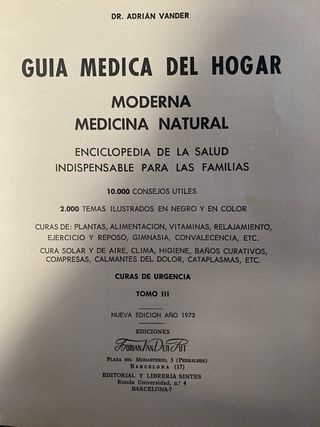 DR. ADRIÁN VANDER
GUIA MEDICA DEL HOGAR
MODERNA
MEDICINA NATURAL
ENCICLOPEDIA DE LA SALUD
INDISPENSABLE PARA LAS FAMILIAS
10.000 CONSEJOS UTILES
2.000 TEMAS ILUSTRADOS EN NEGRO Y EN COLOR
CURAS DE: PLANTAS, ALIMENTACION, VITAMINAS, RELAJAMIENTO,
EJERCICIO Y REPOSO, GIMNASIA, CONVALECENCIA, ETC.
CURA SOLAR Y DE AIRE, CLIMA, HIGIENE, BAÑOS CURATIVOS,
COMPRESAS, CALMANTES DEL DOLOR, CATAPLASMAS, ETC.
CURAS DE URGENCIA
TOMO III
NUEVA EDICION AÑO 1973
EDICIONES
Adrian Van Der Put
PLAZA DEL MONASTERIO, 3 (PEDRALBES)
BARCELONA (17)
EDITORIAL Y LIBRERIA SINTES
Ronda Universidad, n.º 4
BARCELONA-7